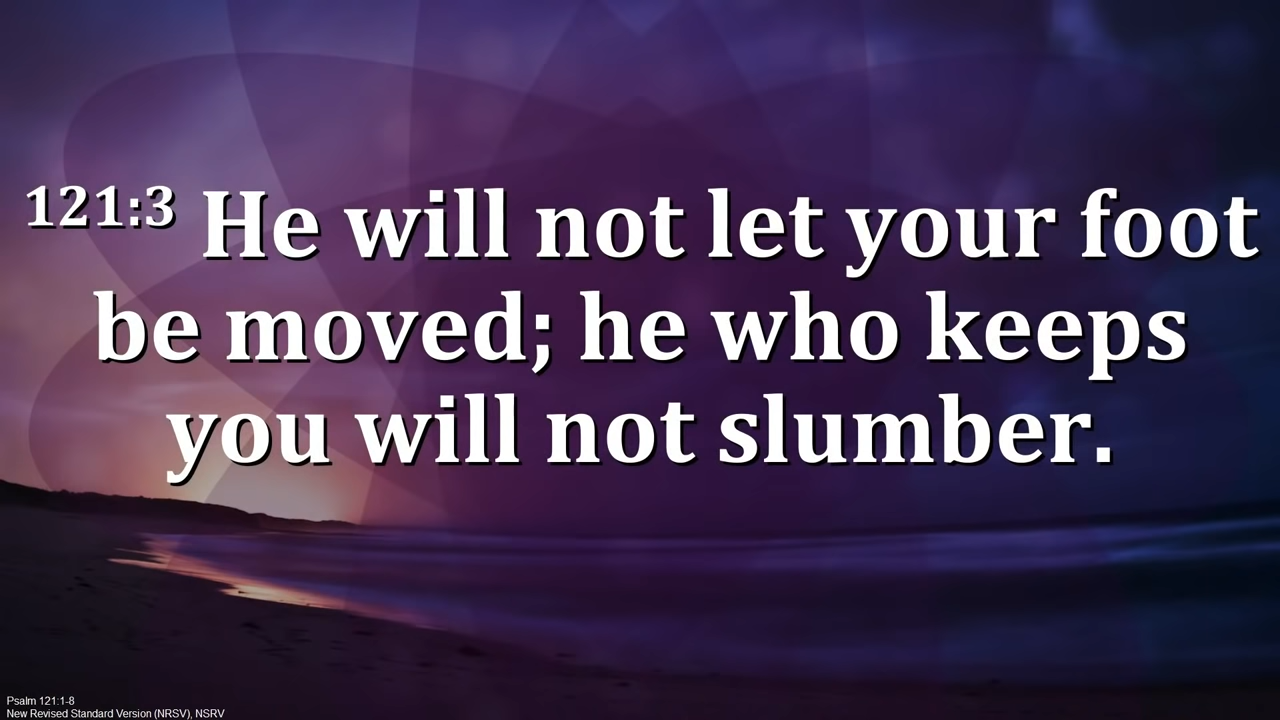 121:3 He will not let your foot
be moved; he who keeps
you will not slumber.
Psalm 121:1-8
New Revised Standard Version (NRSV), NSRV